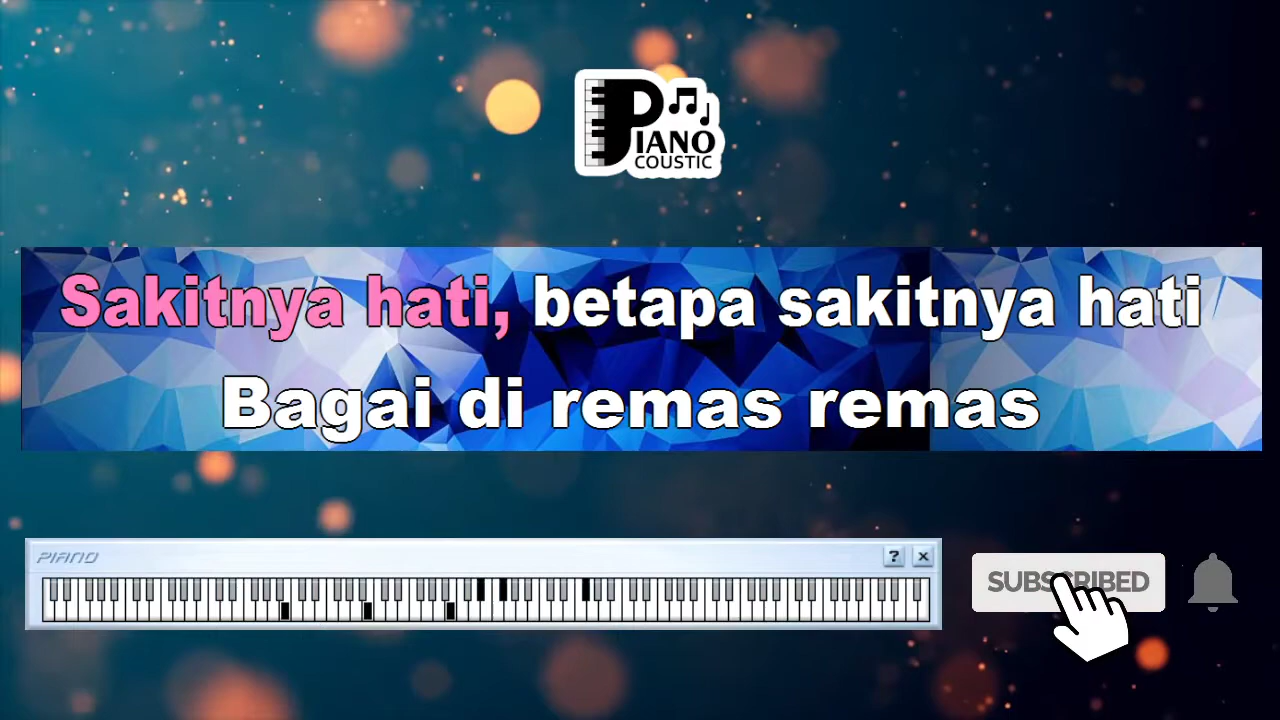 PIANO
COUSTIC
Sakitnya hati, betapa sakitnya hati
Bagai di remas remas
PIANO
? ×
SUBSCRIBED